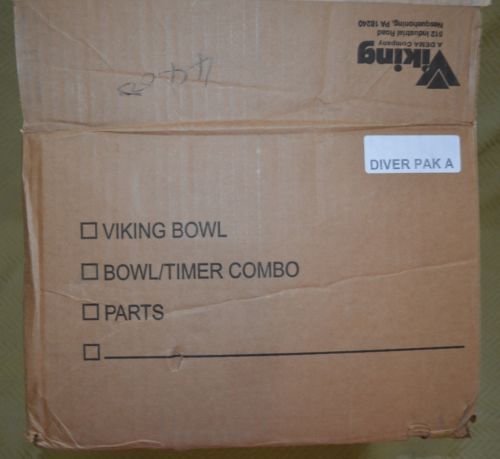 Viking
A DEMA Company
512 Industrial Road
Nesquehoning, PA 18240
DIVER PAK A
VIKING BOWL
BOWL/TIMER COMBO
PARTS